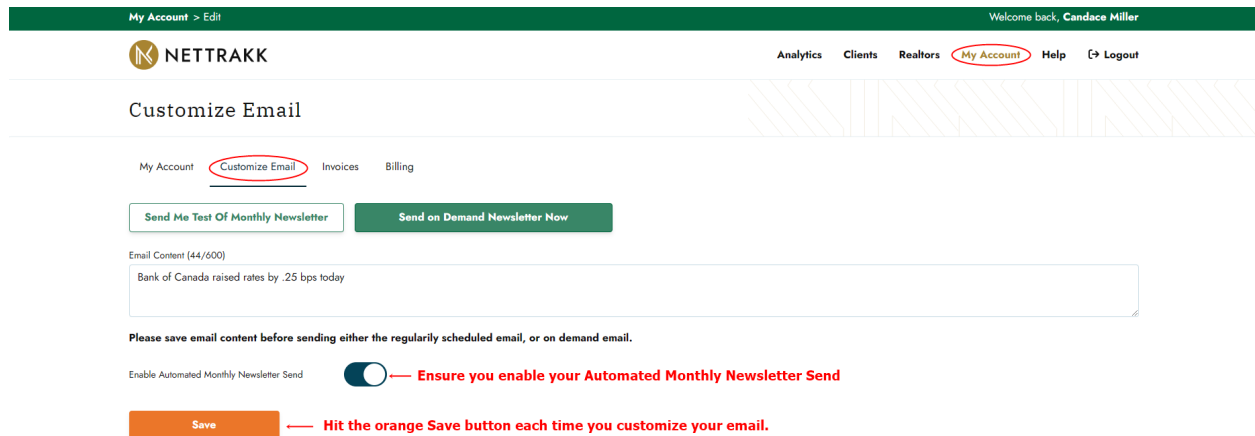 My Account > Edit Welcome back, Candace Miller
NETTRAKK Analytics Clients Realtors My Account Help Logout
Customize Email
My Account Customize Email Invoices Billing
Send Me Test Of Monthly Newsletter Send on Demand Newsletter Now
Email Content (44/600)
Bank of Canada raised rates by .25 bps today
Please save email content before sending either the regularily scheduled email, or on demand email.
Enable Automated Monthly Newsletter Send Ensure you enable your Automated Monthly Newsletter Send
Save Hit the orange Save button each time you customize your email.